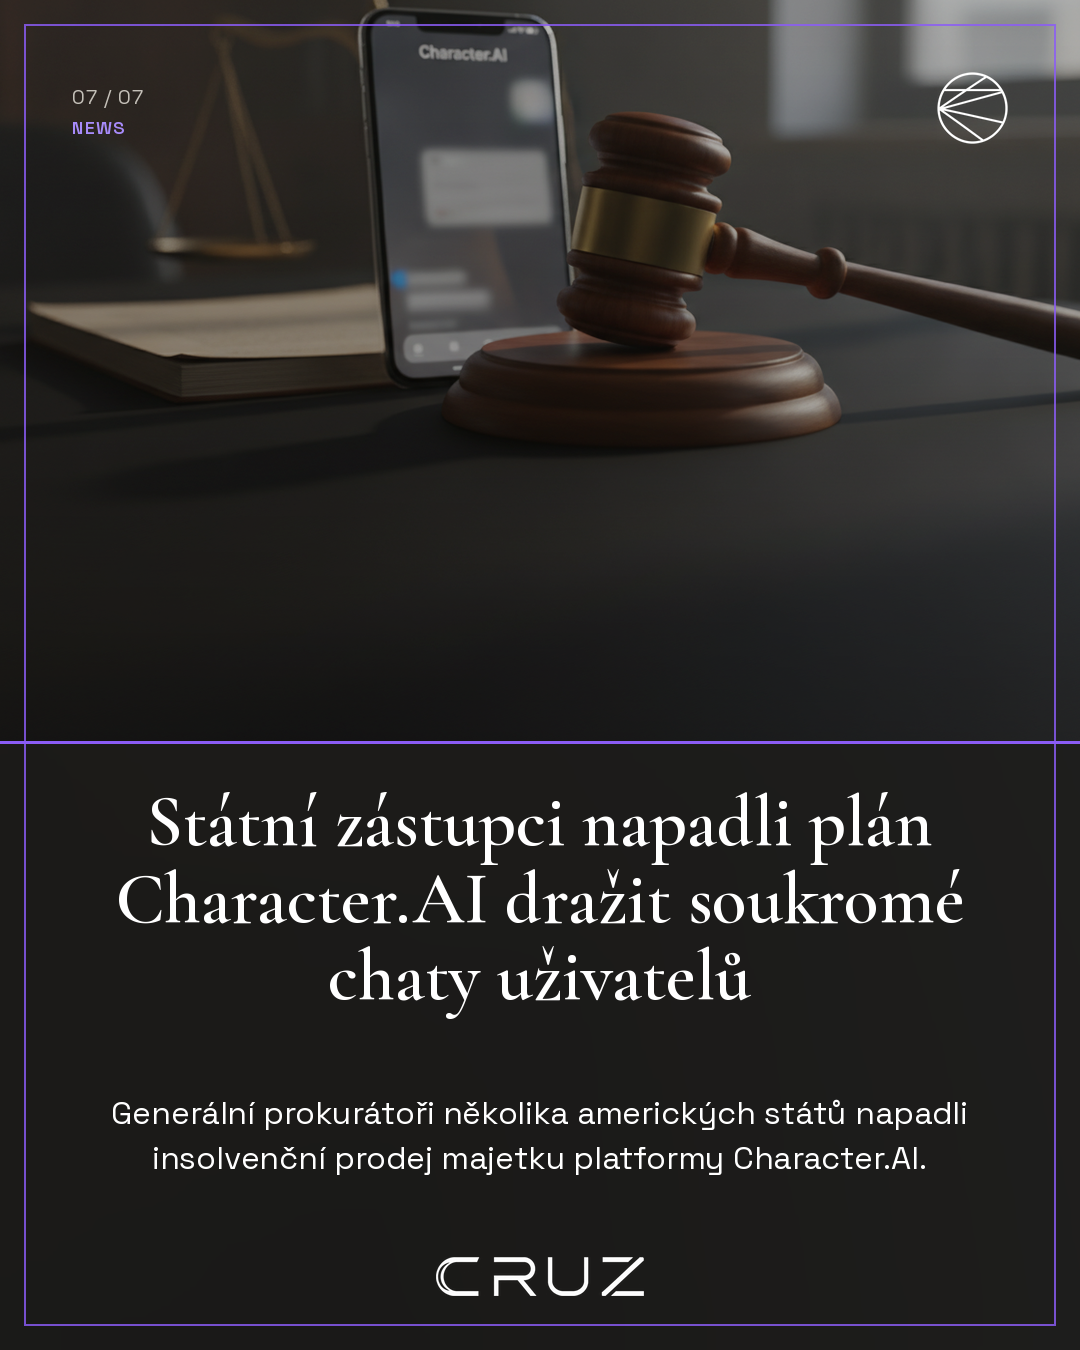 Character.AI
07 / 07
NEWS
Státní zástupci napadli plán
Character.AI dražit soukromé
chaty uživatelů
Generální prokurátoři několika amerických států napadli
insolvenční prodej majetku platformy Character.AI.
CRUZ